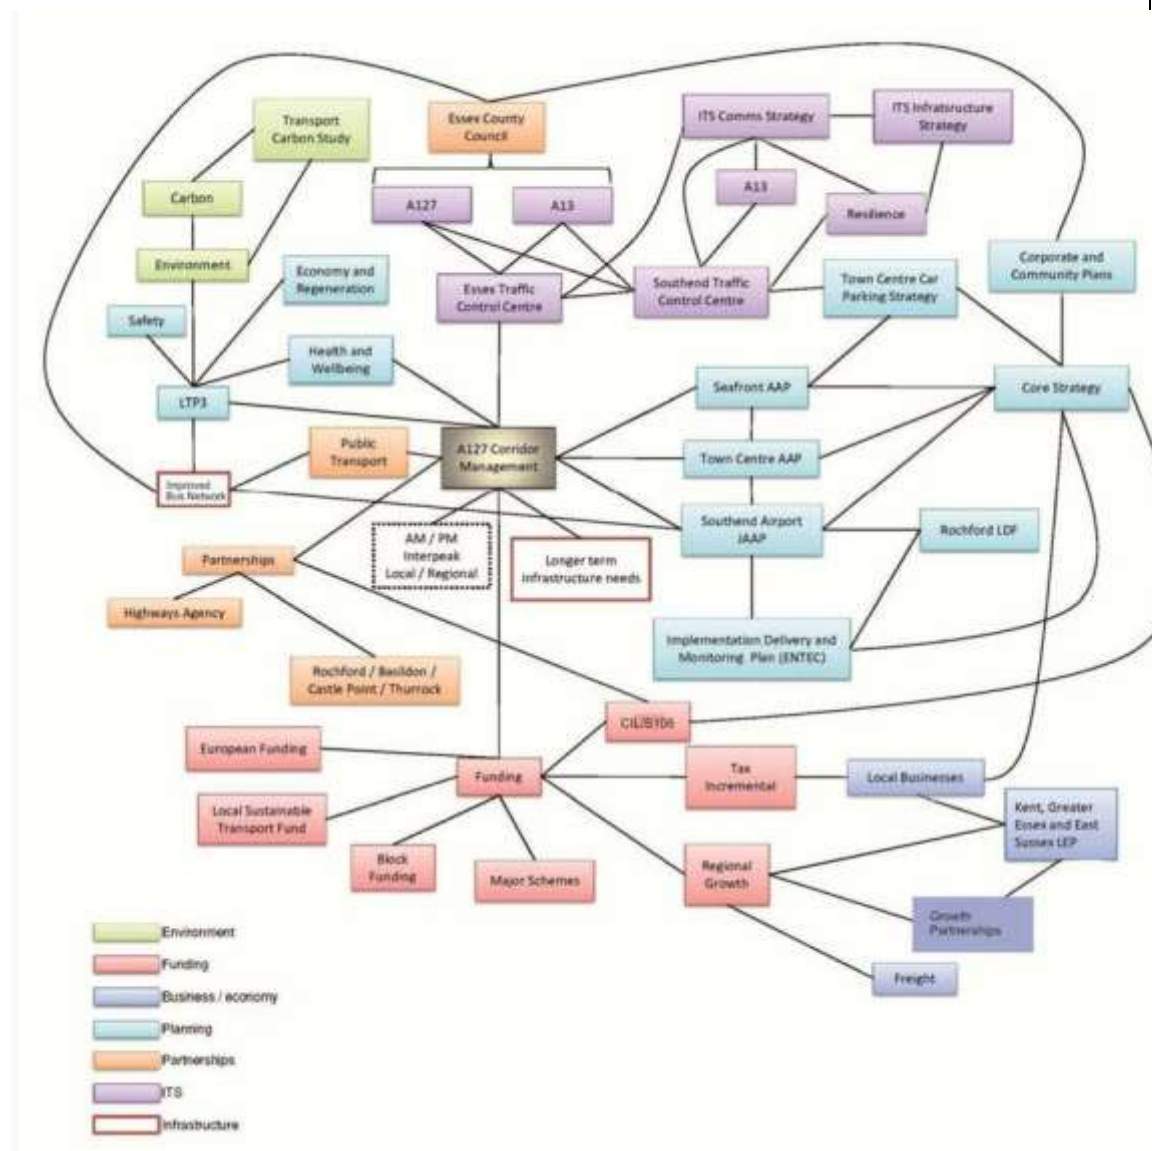 Transport
Carbon Study
Essex County
Council
ITS Comms Strategy
ITS Infratsructure
Strategy
Carbon
A127
A13
A13
Resilience
Environment
Economy and
Regeneration
Essex Traffic
Control Centre
Southend Traffic
Control Centre
Town Centre Car
Parking Strategy
Corporate and
Community Plans
Safety
Health and
Wellbeing
LTP3
Seafront AAP
Core Strategy
Public
Transport
A127 Corridor
Management
Town Centre AAP
Improved
Bus Network
Southend Airport
JAAP
Rochford LDF
Partnerships
AM / PM
Interpeak
Local / Regional
Longer term
infrastructure needs
Highways Agency
Implementation Delivery and
Monitoring Plan (ENTEC)
Rochford / Basildon /
Castle Point / Thurrock
European Funding
Funding
Tax
Incremental
Local Businesses
Local Sustainable
Transport Fund
Kent, Greater
Essex and East
Sussex LEP
Block
Funding
Major Schemes
Regional
Growth
Growth
Partnerships
Freight
Environment
Funding
Business / economy
Planning
Partnerships
ITS
Infrastructure